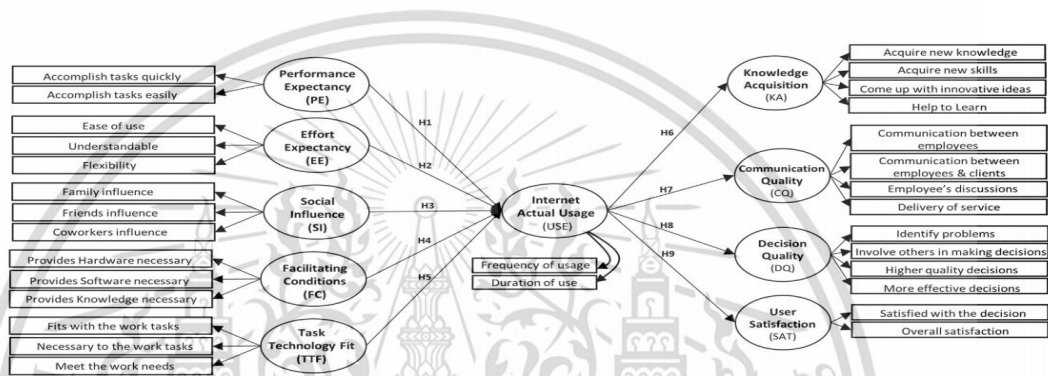 Accomplish tasks quickly
Accomplish tasks easily
Performance
Expectancy
(PE)
Ease of use
Understandable
Flexibility
Effort
Expectancy
(EE)
Family influence
Friends influence
Coworkers influence
Social
Influence
(SI)
Provides Hardware necessary
Provides Software necessary
Provides Knowledge necessary
Facilitating
Conditions
(FC)
Fits with the work tasks
Necessary to the work tasks
Meet the work needs
Task
Technology Fit
(TTF)
H1
H2
H3
H4
H5
Internet
Actual Usage
(USE)
Frequency of usage
Duration of use
H6
H7
H8
H9
Knowledge
Acquisition
(KA)
Acquire new knowledge
Acquire new skills
Come up with innovative ideas
Help to Learn
Communication
Quality
(CQ)
Communication between
employees
Communication between
employees & clients
Employee's discussions
Delivery of service
Decision
Quality
(DQ)
Identify problems
Involve others in making decisions
Higher quality decisions
More effective decisions
User
Satisfaction
(SAT)
Satisfied with the decision
Overall satisfaction